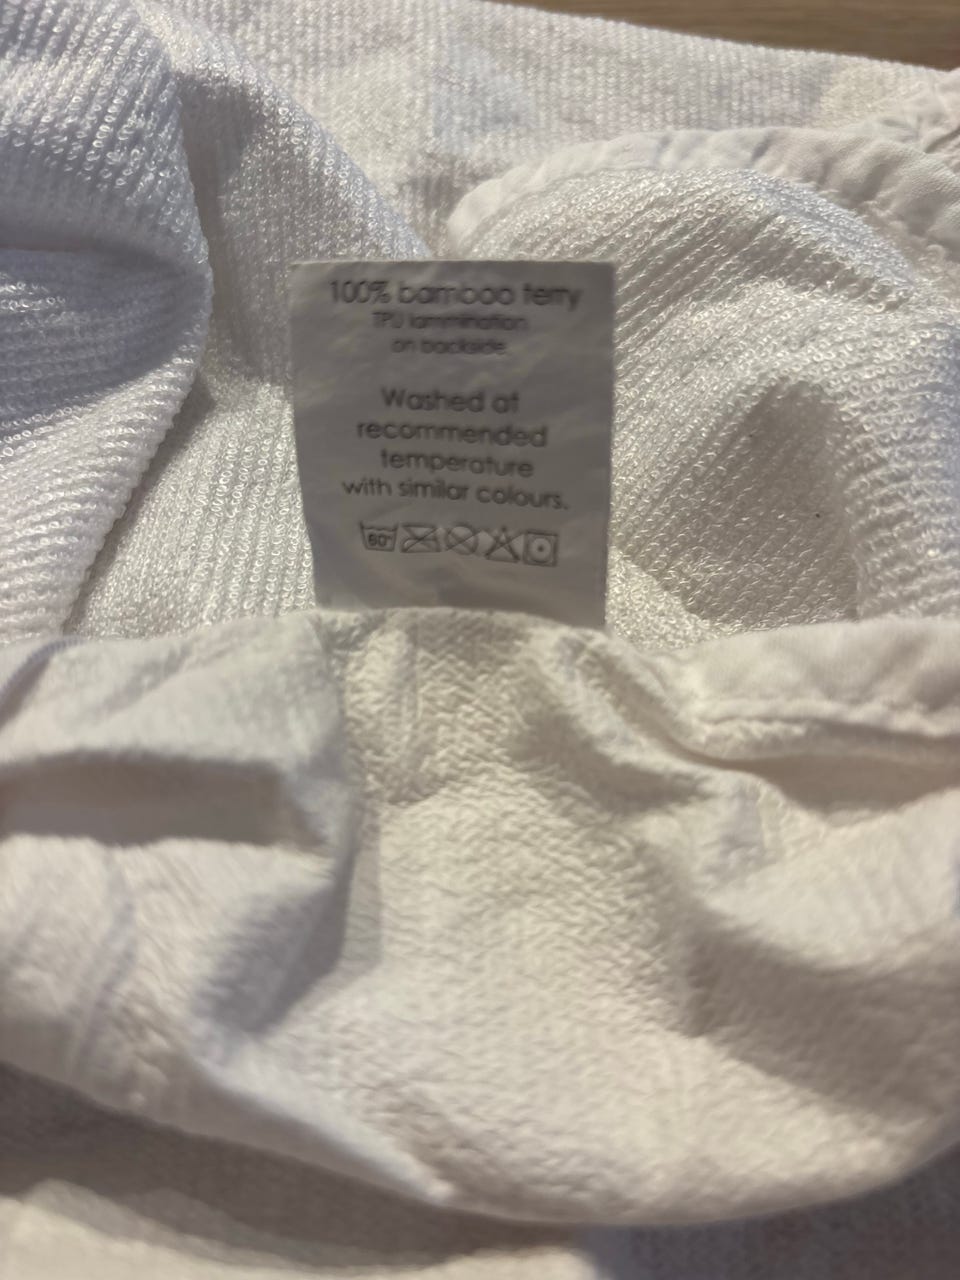 100% bamboo terry
TPU lammination
on backside.
Washed at
recommended
temperature
with similar colours.
60°